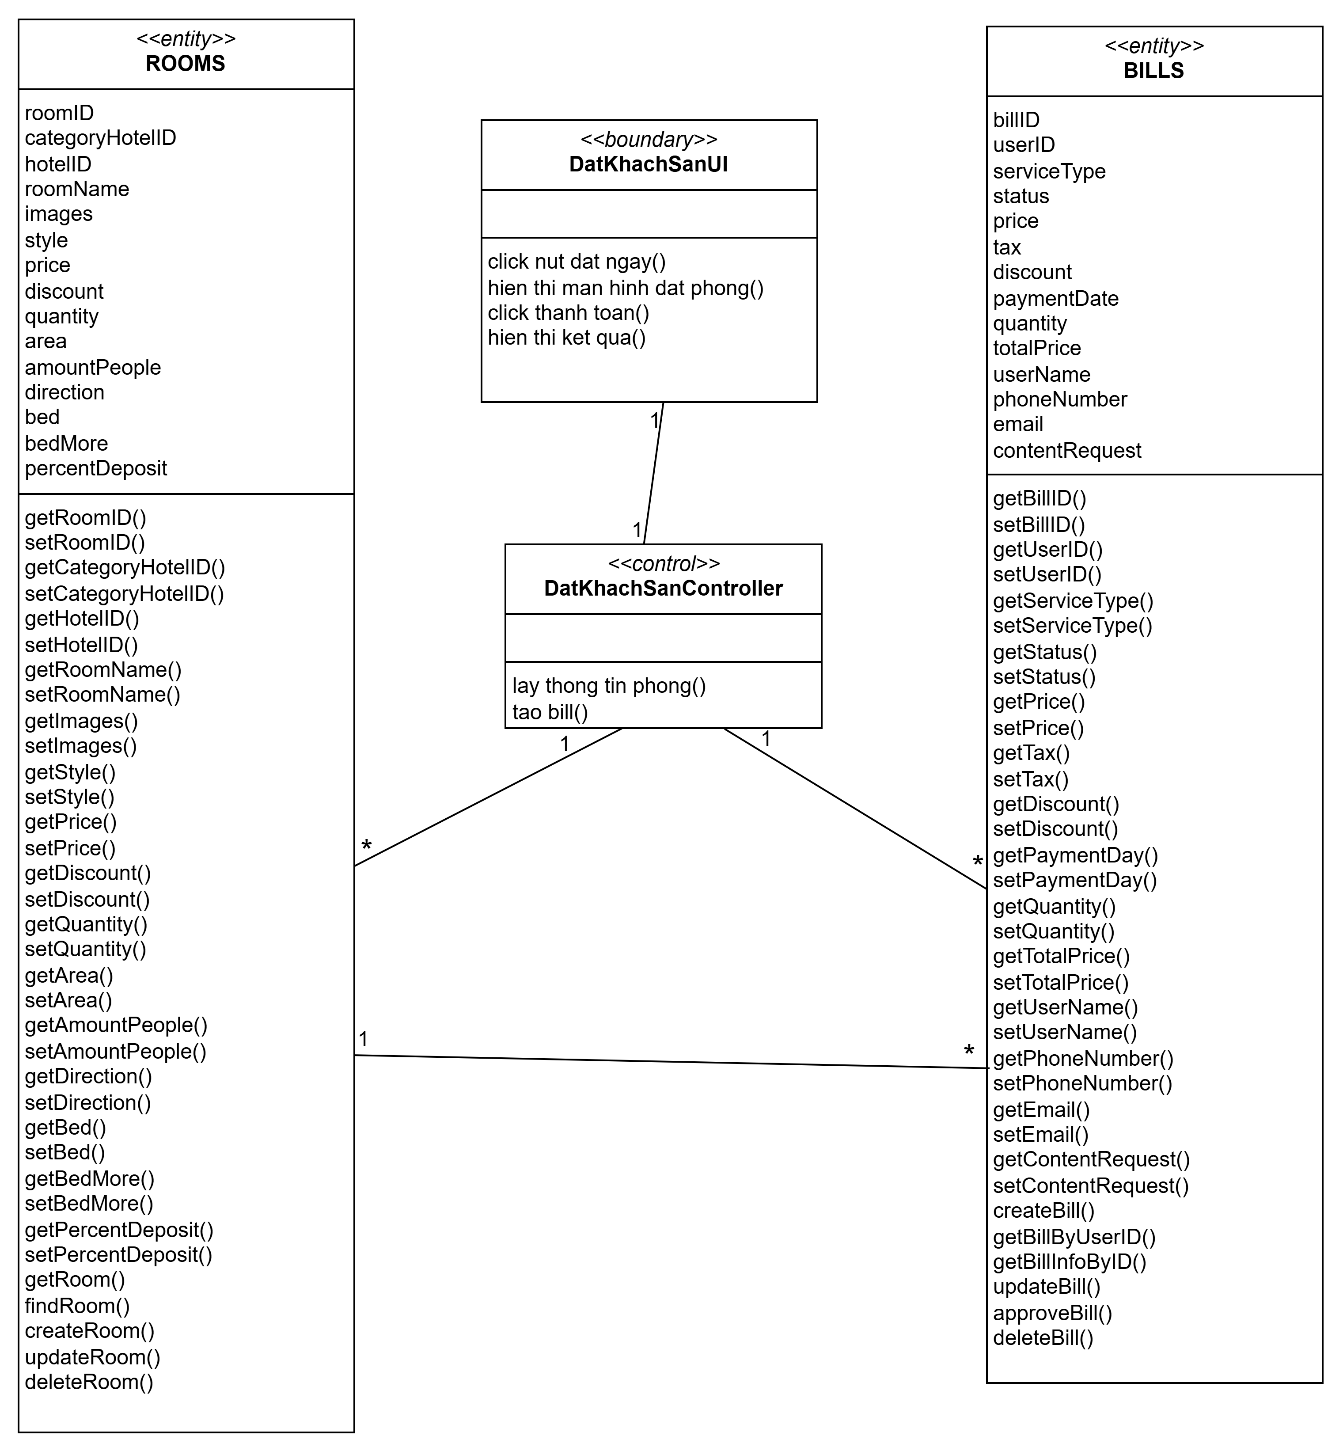 <<entity>>
ROOMS
roomID
categoryHotelID
hotelID
roomName
images
style
price
discount
quantity
area
amountPeople
direction
bed
bedMore
percentDeposit
getRoomID()
setRoomID()
getCategoryHotelID()
setCategoryHotelID()
getHotelID()
setHotelID()
getRoomName()
setRoomName()
getImages()
setImages()
getStyle()
setStyle()
getPrice()
setPrice()
getDiscount()
setDiscount()
getQuantity()
setQuantity()
getArea()
setArea()
getAmountPeople()
setAmountPeople()
getDirection()
setDirection()
getBed()
setBed()
getBedMore()
setBedMore()
getPercentDeposit()
setPercentDeposit()
getRoom()
findRoom()
createRoom()
updateRoom()
deleteRoom()
<<boundary>>
DatKhachSanUI
click nut dat ngay()
hien thi man hinh dat phong()
click thanh toan()
hien thi ket qua()
1
1
<<control>>
DatKhachSanController
lay thong tin phong()
tao bill()
1
1
*
*
1
*
<<entity>>
BILLS
billID
userID
serviceType
status
price
tax
discount
paymentDate
quantity
totalPrice
userName
phoneNumber
email
contentRequest
getBillID()
setBillID()
getUserID()
setUserID()
getServiceType()
setServiceType()
getStatus()
setStatus()
getPrice()
setPrice()
getTax()
setTax()
getDiscount()
setDiscount()
getPaymentDay()
setPaymentDay()
getQuantity()
setQuantity()
getTotalPrice()
setTotalPrice()
getUserName()
setUserName()
getPhoneNumber()
setPhoneNumber()
getEmail()
setEmail()
getContentRequest()
setContentRequest()
createBill()
getBillByUserID()
getBillInfoByID()
updateBill()
approveBill()
deleteBill()